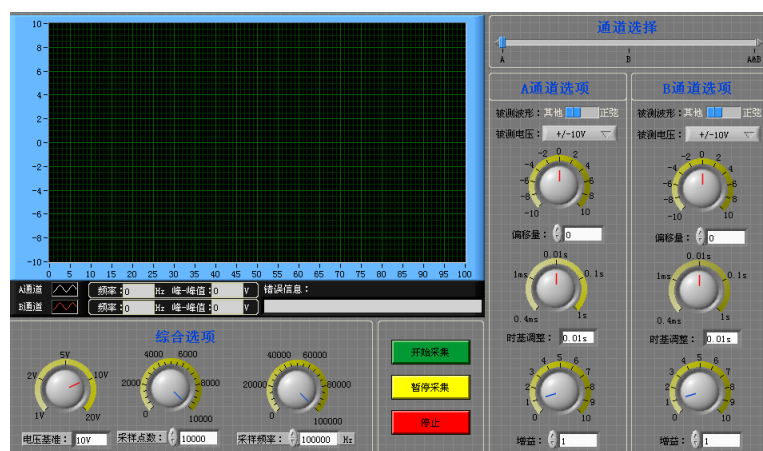 10
8
6
4
2
0
-2
-4
-6
-8
-10
0 5 10 15 20 25 30 35 40 45 50 55 60 65 70 75 80 85 90 95 100
A通道 频率:0 Hz 峰-峰值:0 V 错误信息:
B通道 频率:0 Hz 峰-峰值:0 V
通道选择
A B A&B
A通道选项
被测波形:其他 正弦
被测电压: +/-10V
-2 0 2
-4 4
-6 6
-8 8
-10 10
偏移量: 0
0.01s
1ms 0.1s
0.4ms 1s
时基调整: 0.01s
4 5 6
3 7
2 8
1 9
0 10
增益: 1
B通道选项
被测波形:其他 正弦
被测电压: +/-10V
-2 0 2
-4 4
-6 6
-8 8
-10 10
偏移量: 0
0.01s
1ms 0.1s
0.4ms 1s
时基调整: 0.01s
4 5 6
3 7
2 8
1 9
0 10
增益: 1
综合选项
5V
2V 10V
1V 20V
电压基准: 10V
4000 6000
2000 8000
0 10000
采样点数: 10000
40000 60000
20000 80000
0 100000
采样频率: 100000 Hz
开始采集
暂停采集
停止